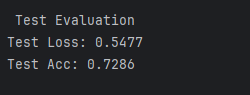 Test Evaluation
Test Loss: 0.5477
Test Acc: 0.7286